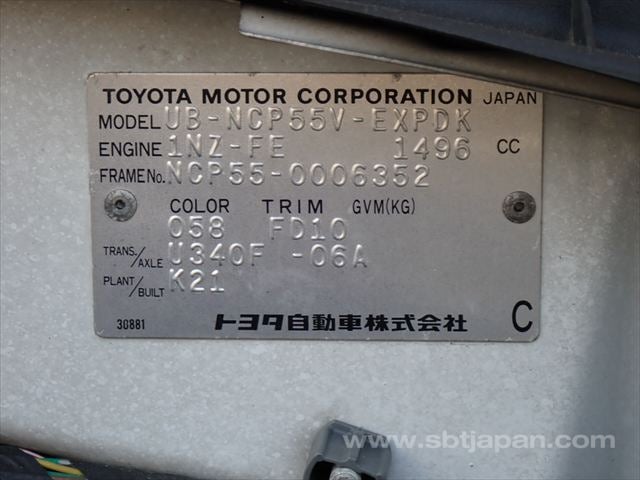 TOYOTA MOTOR CORPORATION JAPAN
MODEL UB-NCP55V-EXPDK
ENGINE 1NZ-FE 1496 CC
FRAME No. NCP55-0006352
COLOR TRIM GVM(KG)
058 FD10
TRANS./AXLE U340F -06A
PLANT/BUILT K21
30881 トヨタ自動車株式会社 C
www.sbtjapan.com